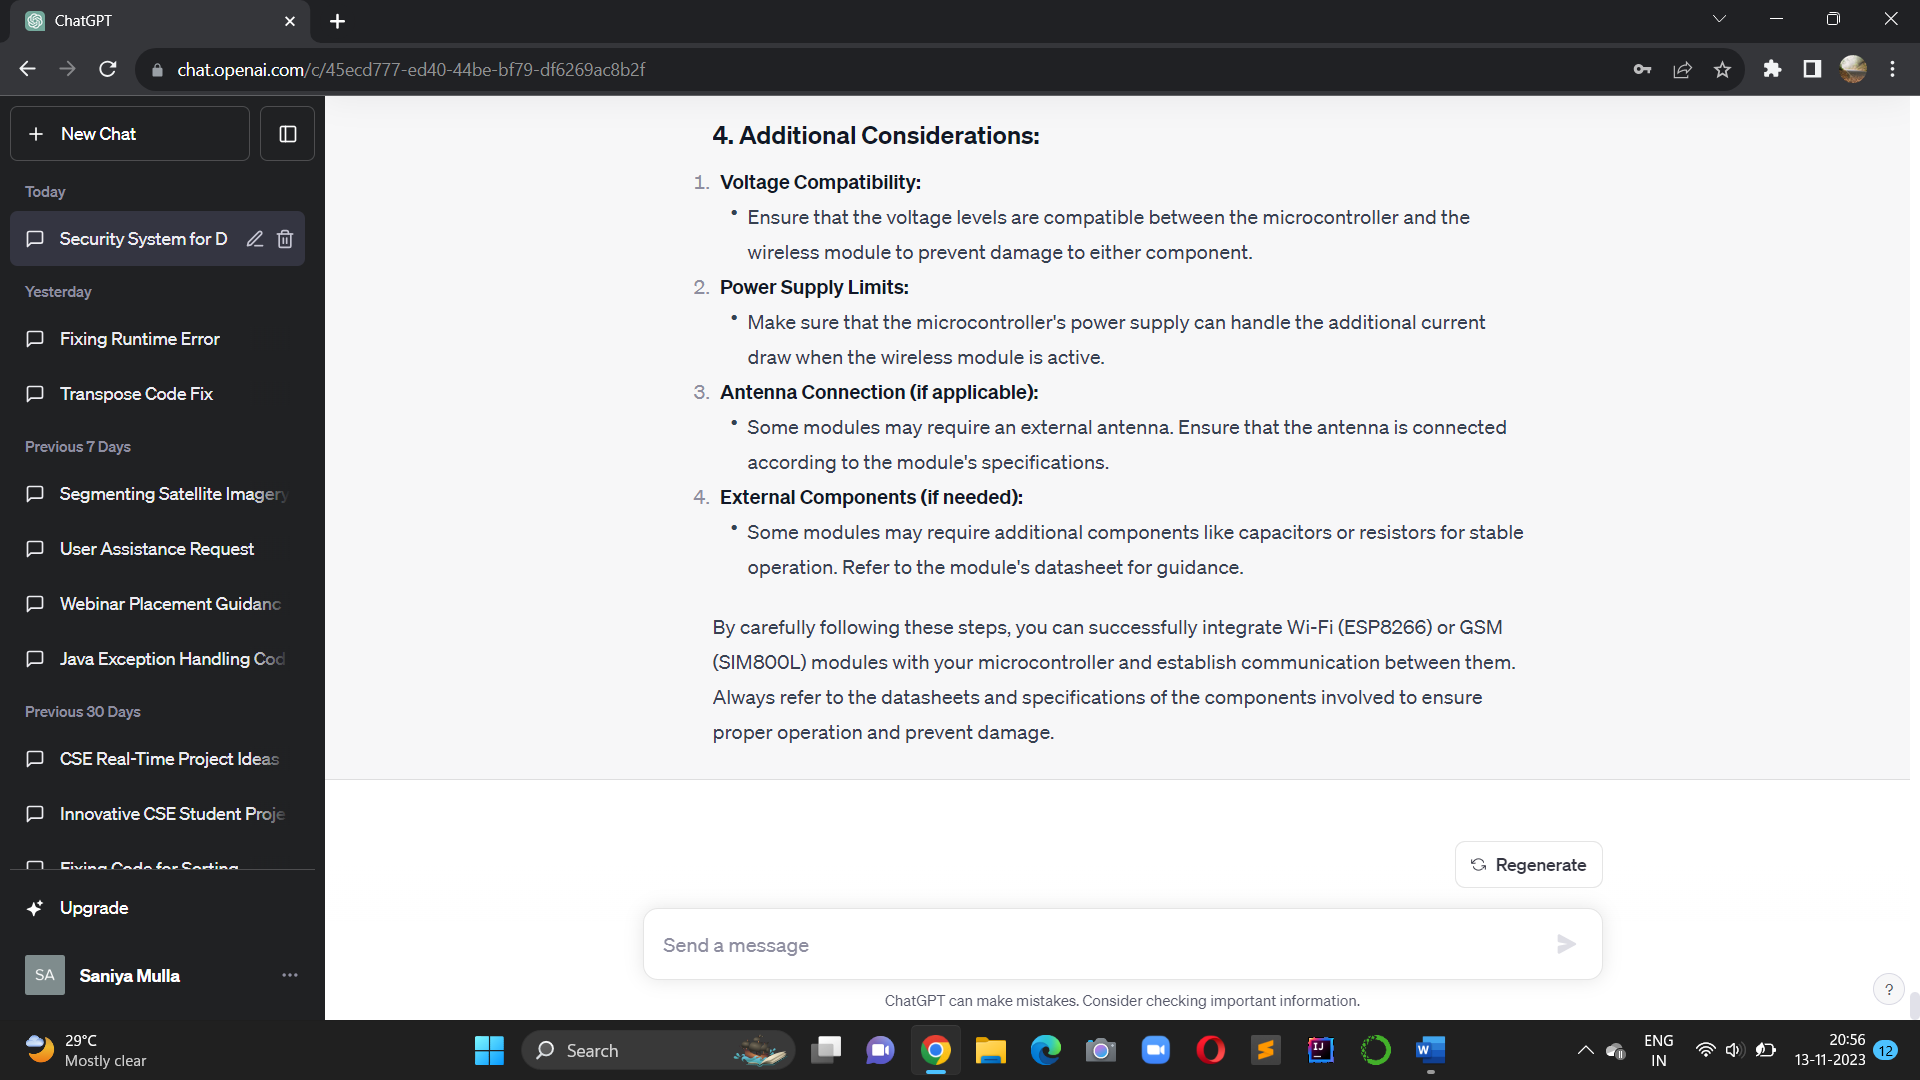 ChatGPT
chat.openai.com/c/45ecd777-ed40-44be-bf79-df6269ac8b2f
New Chat
Today
Security System for D
Yesterday
Fixing Runtime Error
Transpose Code Fix
Previous 7 Days
Segmenting Satellite Imagery
User Assistance Request
Webinar Placement Guidanc
Java Exception Handling Cod
Previous 30 Days
CSE Real-Time Project Ideas
Innovative CSE Student Proje
Fixing Code for Sorting
Upgrade
SA
Saniya Mulla
4. Additional Considerations:
1. Voltage Compatibility:
• Ensure that the voltage levels are compatible between the microcontroller and the
wireless module to prevent damage to either component.
2. Power Supply Limits:
• Make sure that the microcontroller's power supply can handle the additional current
draw when the wireless module is active.
3. Antenna Connection (if applicable):
• Some modules may require an external antenna. Ensure that the antenna is connected
according to the module's specifications.
4. External Components (if needed):
• Some modules may require additional components like capacitors or resistors for stable
operation. Refer to the module's datasheet for guidance.
By carefully following these steps, you can successfully integrate Wi-Fi (ESP8266) or GSM
(SIM800L) modules with your microcontroller and establish communication between them.
Always refer to the datasheets and specifications of the components involved to ensure
proper operation and prevent damage.
Regenerate
Send a message
ChatGPT can make mistakes. Consider checking important information.
?
29°C
Mostly clear
Search
IJ
W
ENG
IN
20:56
13-11-2023
12